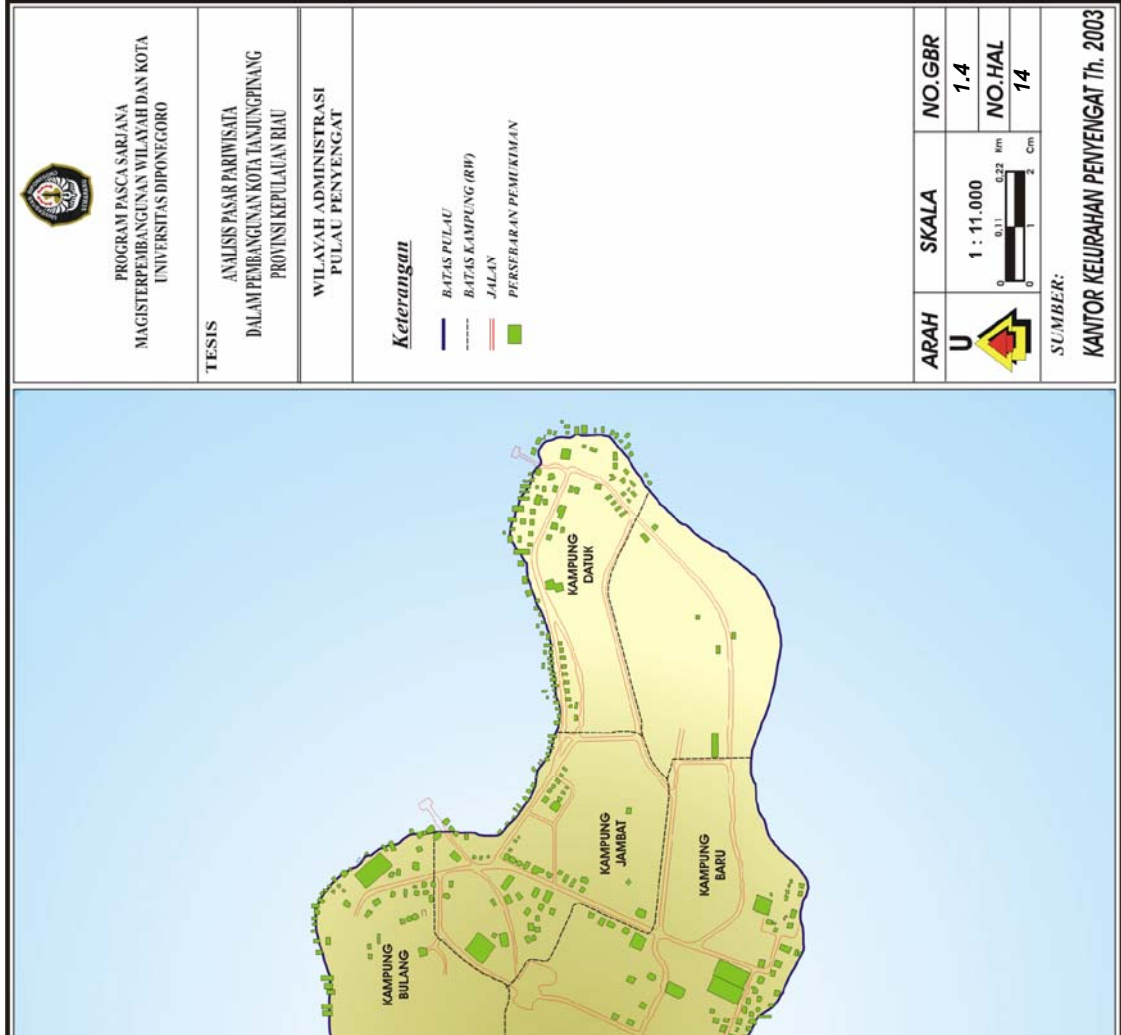 PROGRAM PASCA SARJANA
MAGISTERPEMBANGUNAN WILAYAH DAN KOTA
UNIVERSITAS DIPONEGORO
TESIS
ANALISIS PASAR PARIWISATA
DALAM PEMBANGUNAN KOTA TANJUNGPINANG
PROVINSI KEPULAUAN RIAU
WILAYAH ADMINISTRASI
PULAU PENYENGAT
Keterangan
BATAS PULAU
BATAS KAMPUNG (RW)
JALAN
PERSEBARAN PEMUKIMAN
ARAH
U
SKALA
1 : 11.000
0 0,11 0,22 Km
0 1 2 Cm
NO.GBR
1.4
NO.HAL
14
SUMBER:
KANTOR KELURAHAN PENYENGAT Th. 2003
KAMPUNG
DATUK
KAMPUNG
JAMBAT
KAMPUNG
BARU
KAMPUNG
BULANG